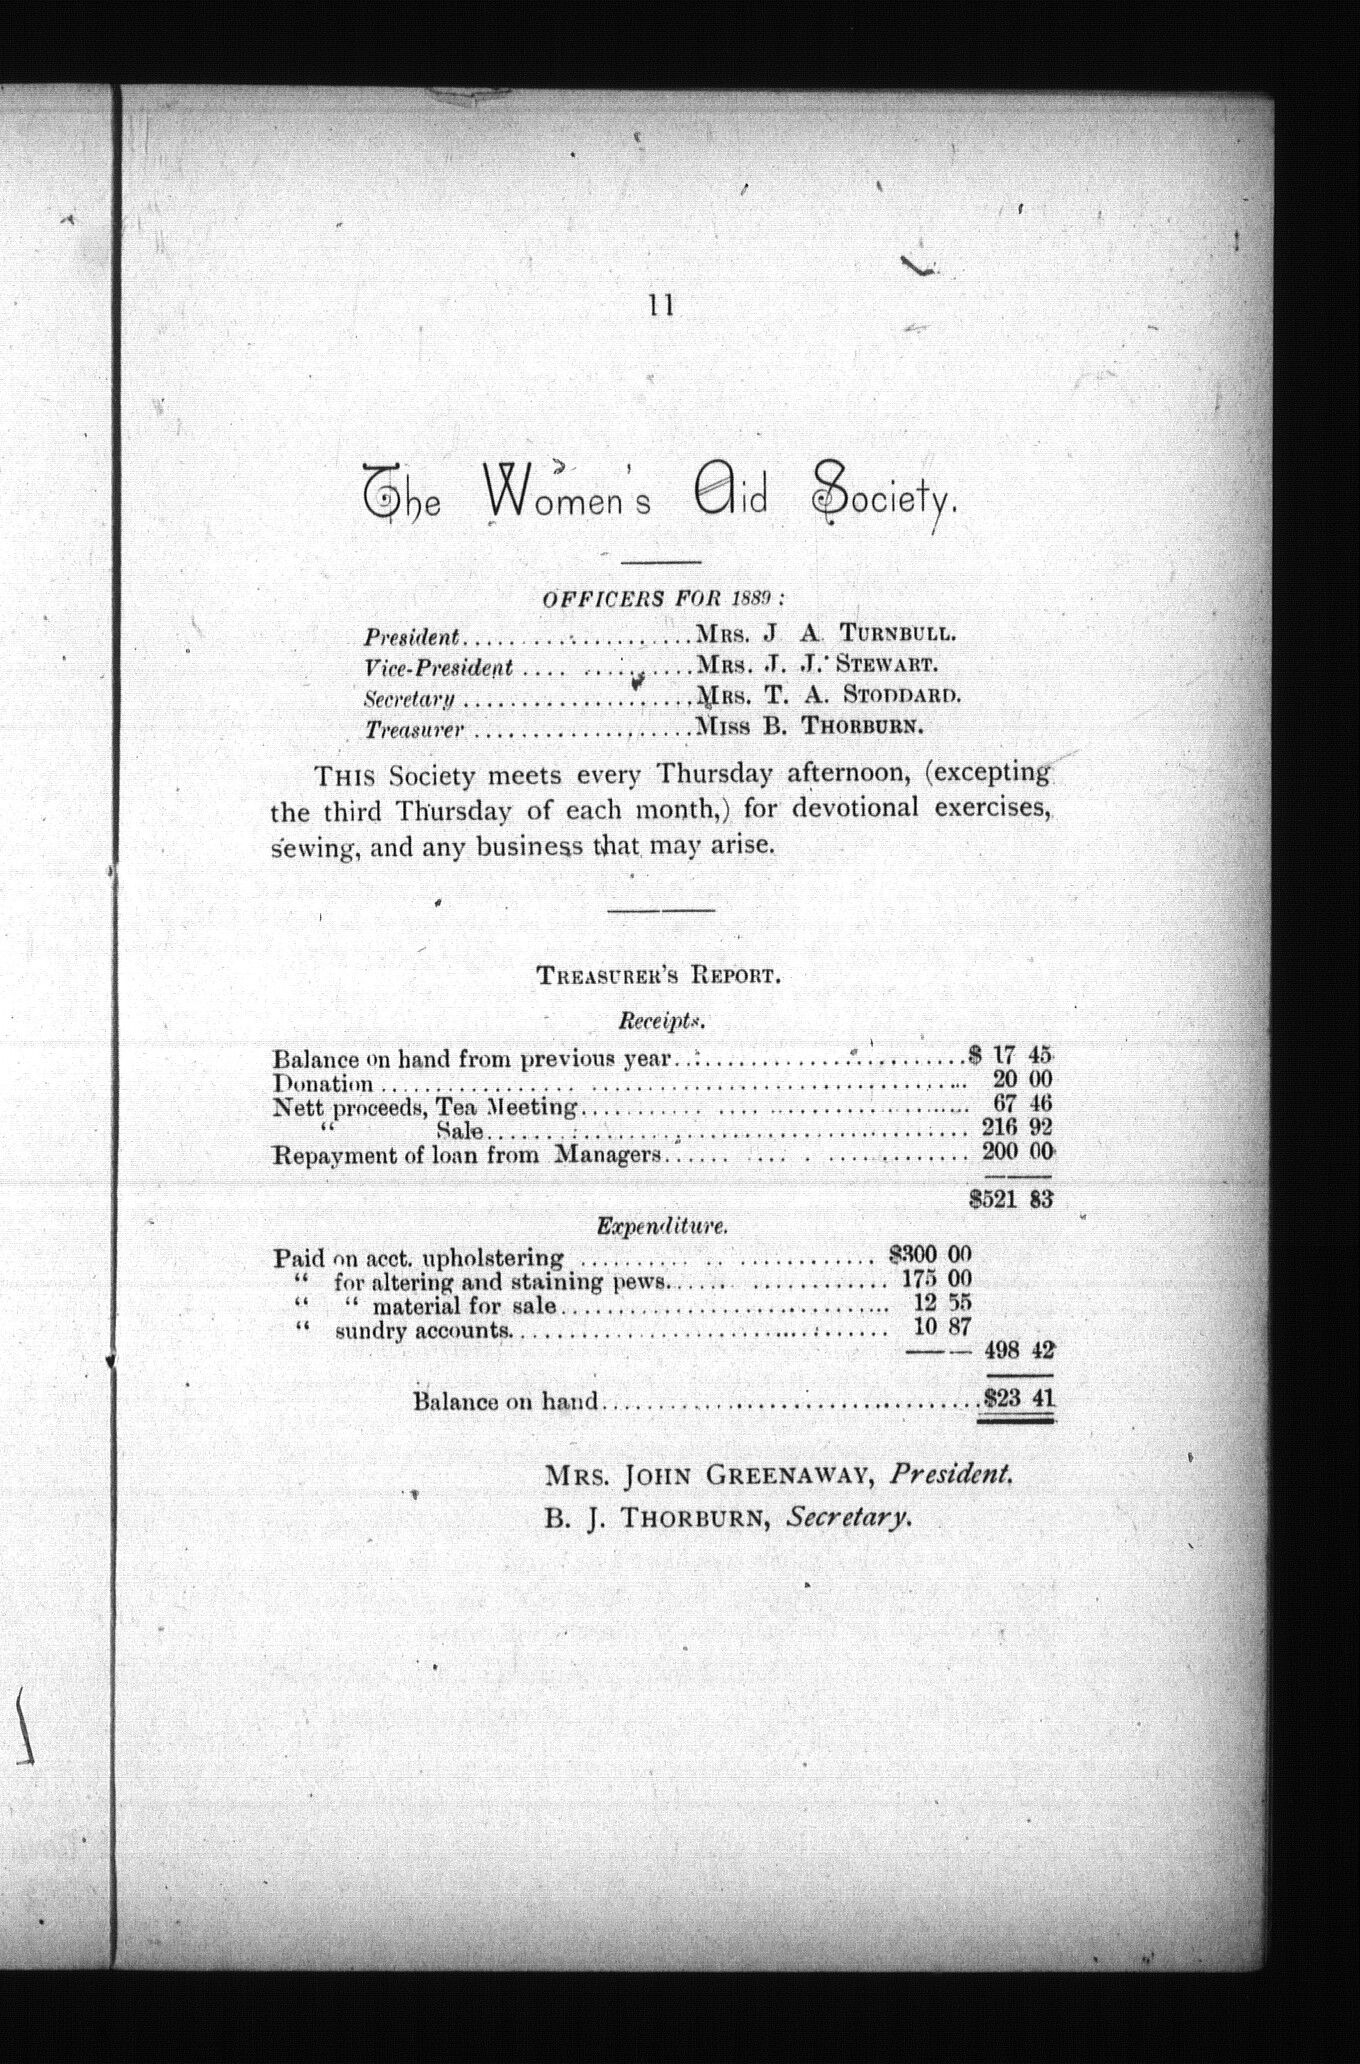 11
The Women's Aid Society.
OFFICERS FOR 1889 :
President.....................MRS. J A. TURNBULL.
Vice-President ....................MRS. J. J. STEWART.
Secretary .....................MRS. T. A. STODDARD.
Treasurer ....................MISS B. THORBURN.
THIS Society meets every Thursday afternoon, (excepting
the third Thursday of each month,) for devotional exercises,
sewing, and any business that may arise.
TREASURER'S REPORT.
Receipts.
Balance on hand from previous year..........................$ 17 45
Donation .................................................... 20 00
Nett proceeds, Tea Meeting................................... 67 46
“ Sale....................................... 216 92
Repayment of loan from Managers............................ 200 00
$521 83
Expenditure.
Paid on acct. upholstering .......................... $300 00
“ for altering and staining pews.................... 175 00
“ “ material for sale............................. 12 55
“ sundry accounts................................. 10 87
498 42
Balance on hand.....................................$23 41
MRS. JOHN GREENAWAY, President.
B. J. THORBURN, Secretary.